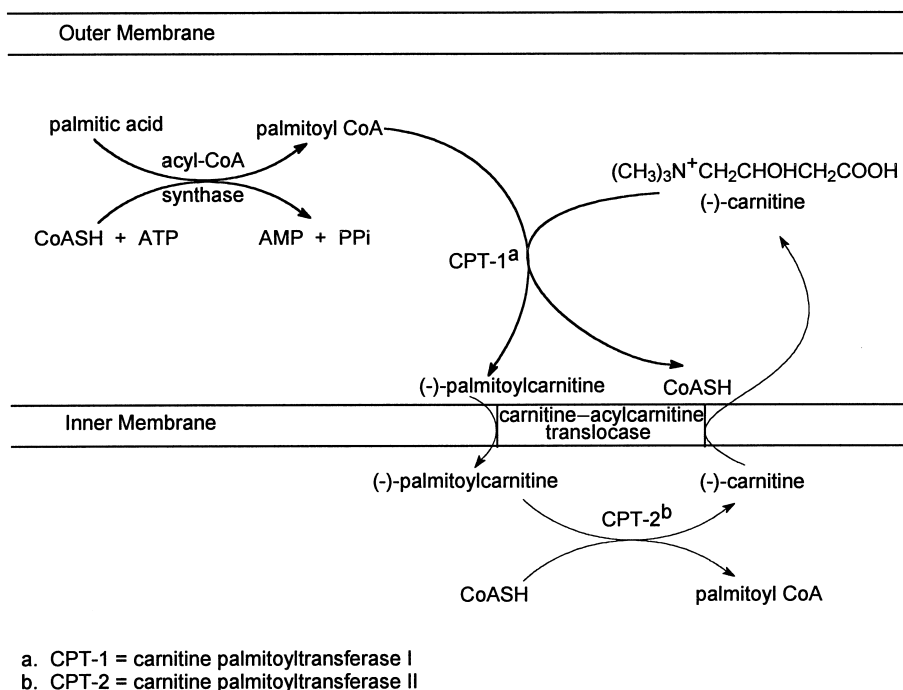 Outer Membrane
palmitic acid
palmitoyl CoA
acyl-CoA
synthase
CoASH + ATP
AMP + PPi
(CH3)3N+CH2CHOHCH2COOH
(-)-carnitine
CPT-1a
(-)-palmitoylcarnitine
CoASH
Inner Membrane
carnitine–acylcarnitine
translocase
(-)-palmitoylcarnitine
(-)-carnitine
CPT-2b
CoASH
palmitoyl CoA
a. CPT-1 = carnitine palmitoyltransferase I
b. CPT-2 = carnitine palmitoyltransferase II